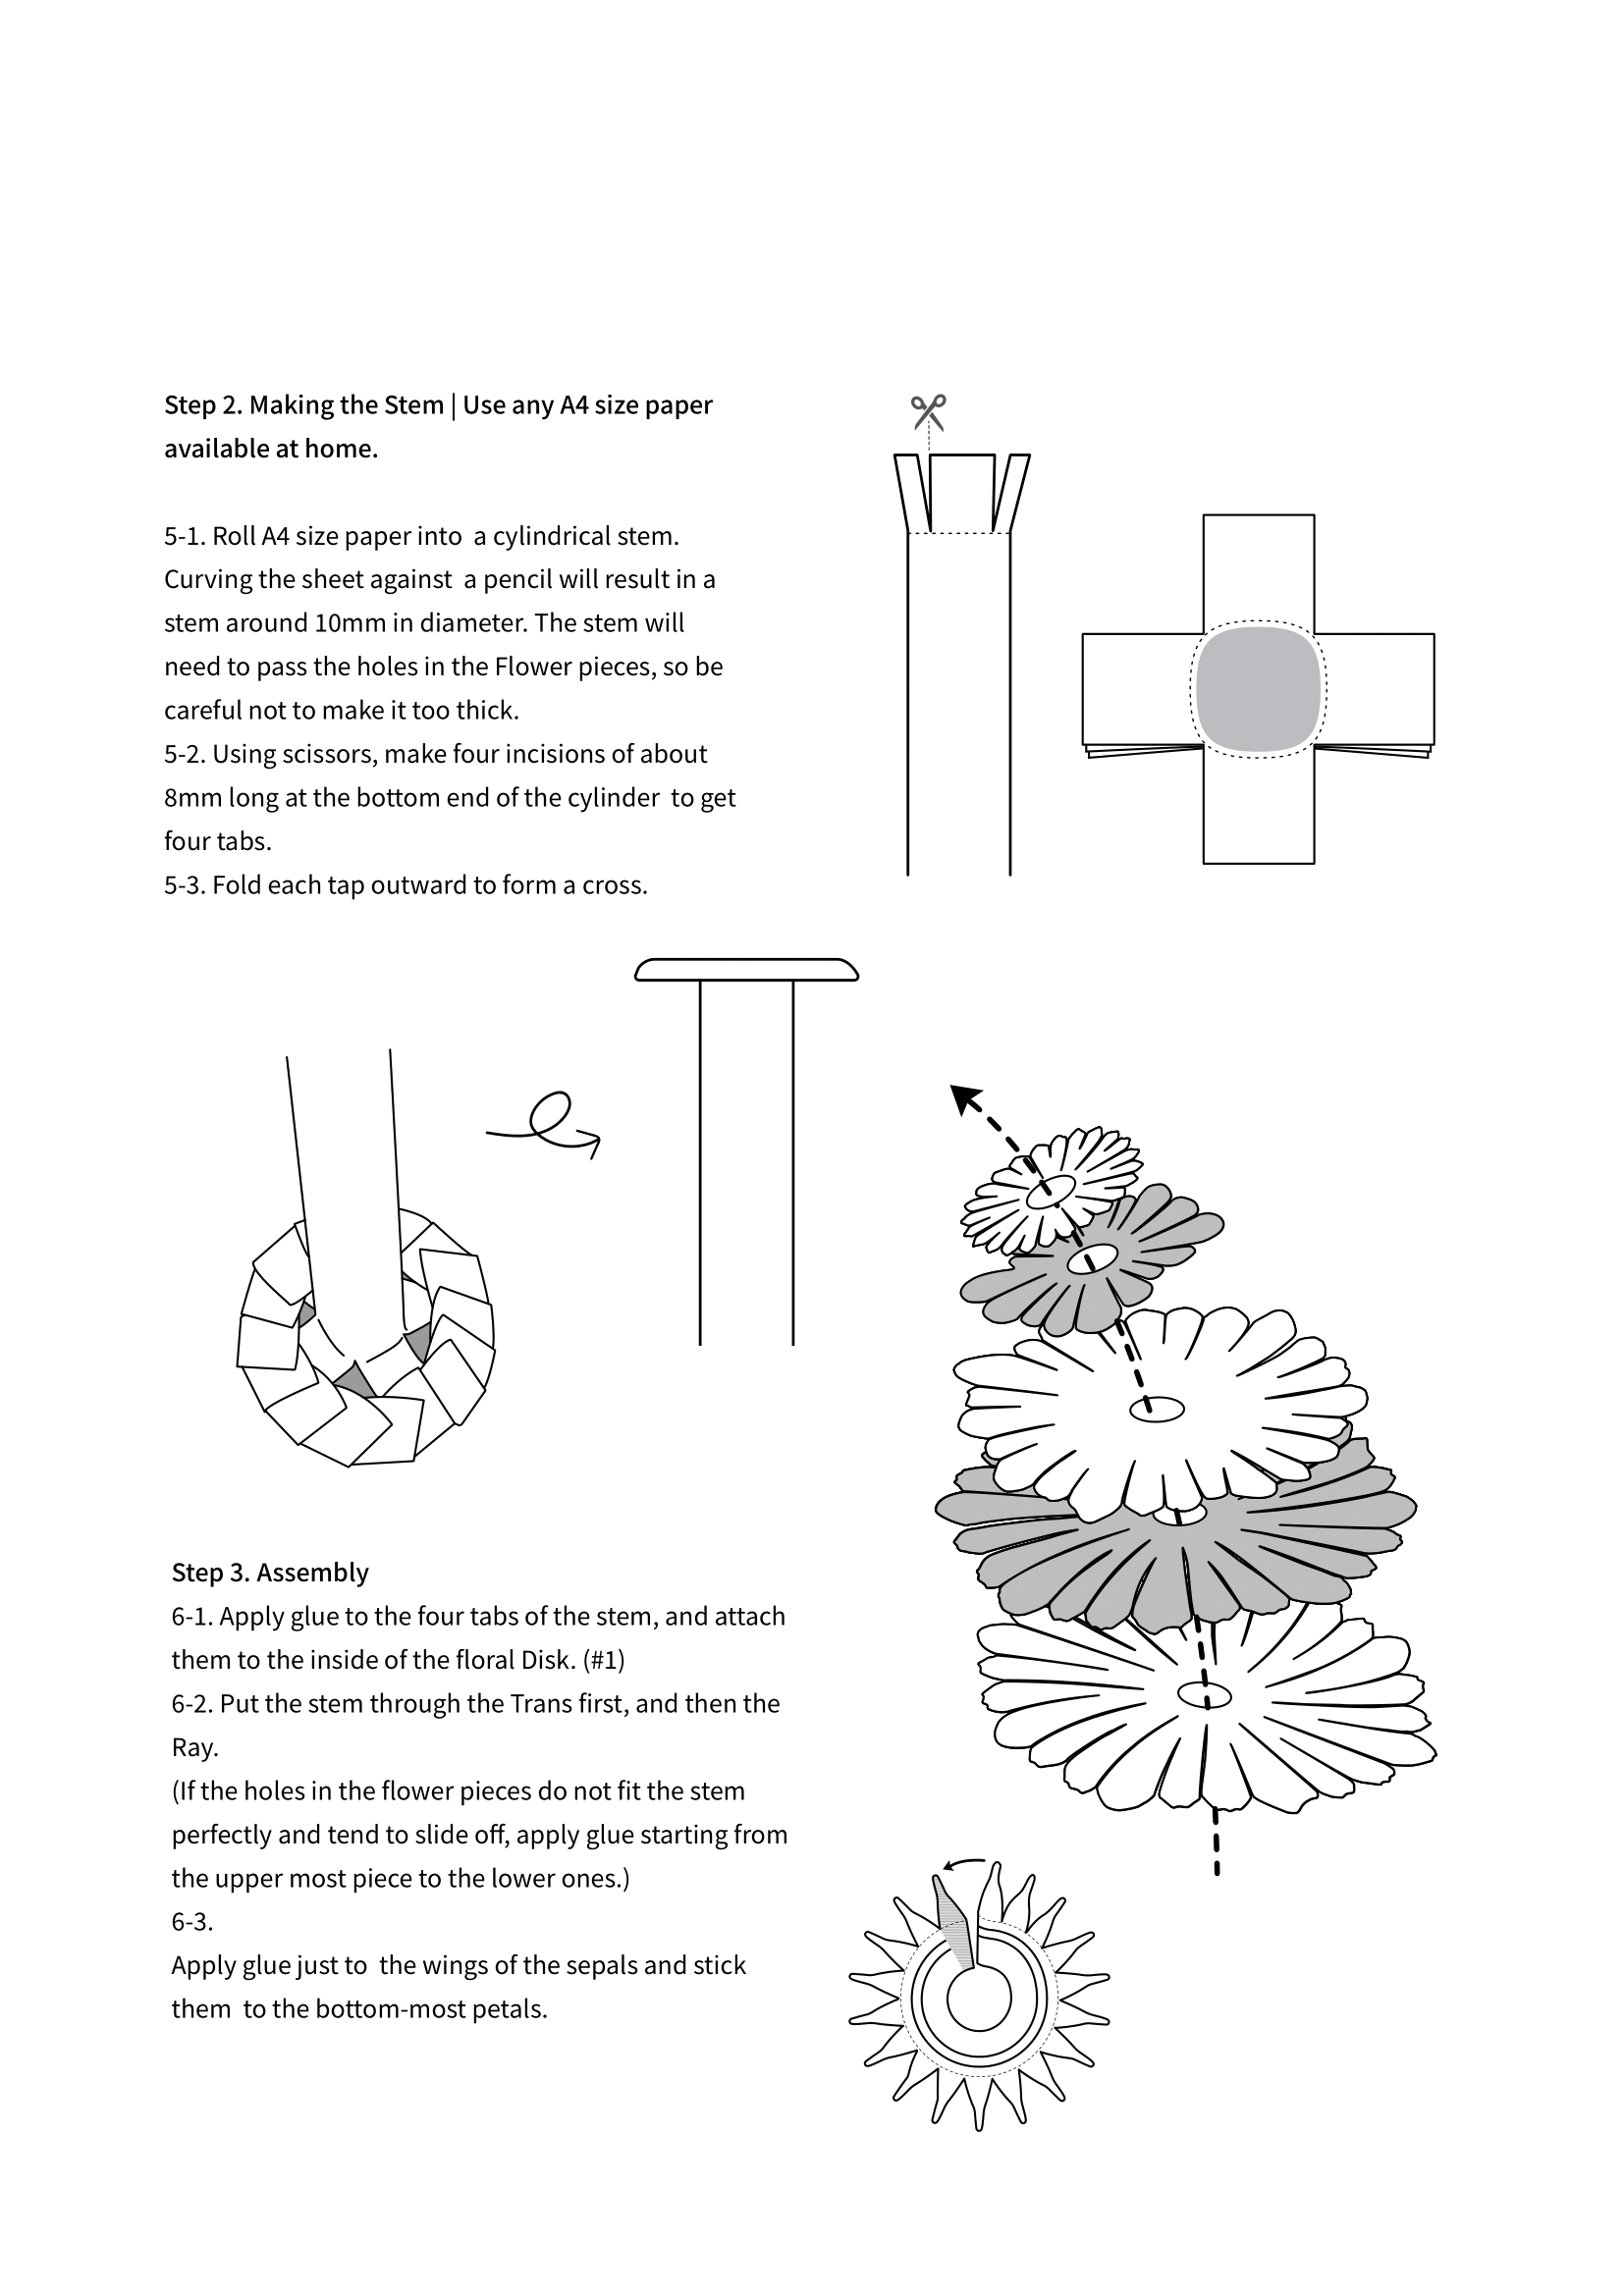 Step 2. Making the Stem | Use any A4 size paper
available at home.
5-1. Roll A4 size paper into  a cylindrical stem.
Curving the sheet against  a pencil will result in a
stem around 10mm in diameter. The stem will
need to pass the holes in the Flower pieces, so be
careful not to make it too thick.
5-2. Using scissors, make four incisions of about
8mm long at the bottom end of the cylinder  to get
four tabs.
5-3. Fold each tap outward to form a cross.
Step 3. Assembly
6-1. Apply glue to the four tabs of the stem, and attach
them to the inside of the floral Disk. (#1)
6-2. Put the stem through the Trans first, and then the
Ray.
(If the holes in the flower pieces do not fit the stem
perfectly and tend to slide off, apply glue starting from
the upper most piece to the lower ones.)
6-3.
Apply glue just to  the wings of the sepals and stick
them  to the bottom-most petals.